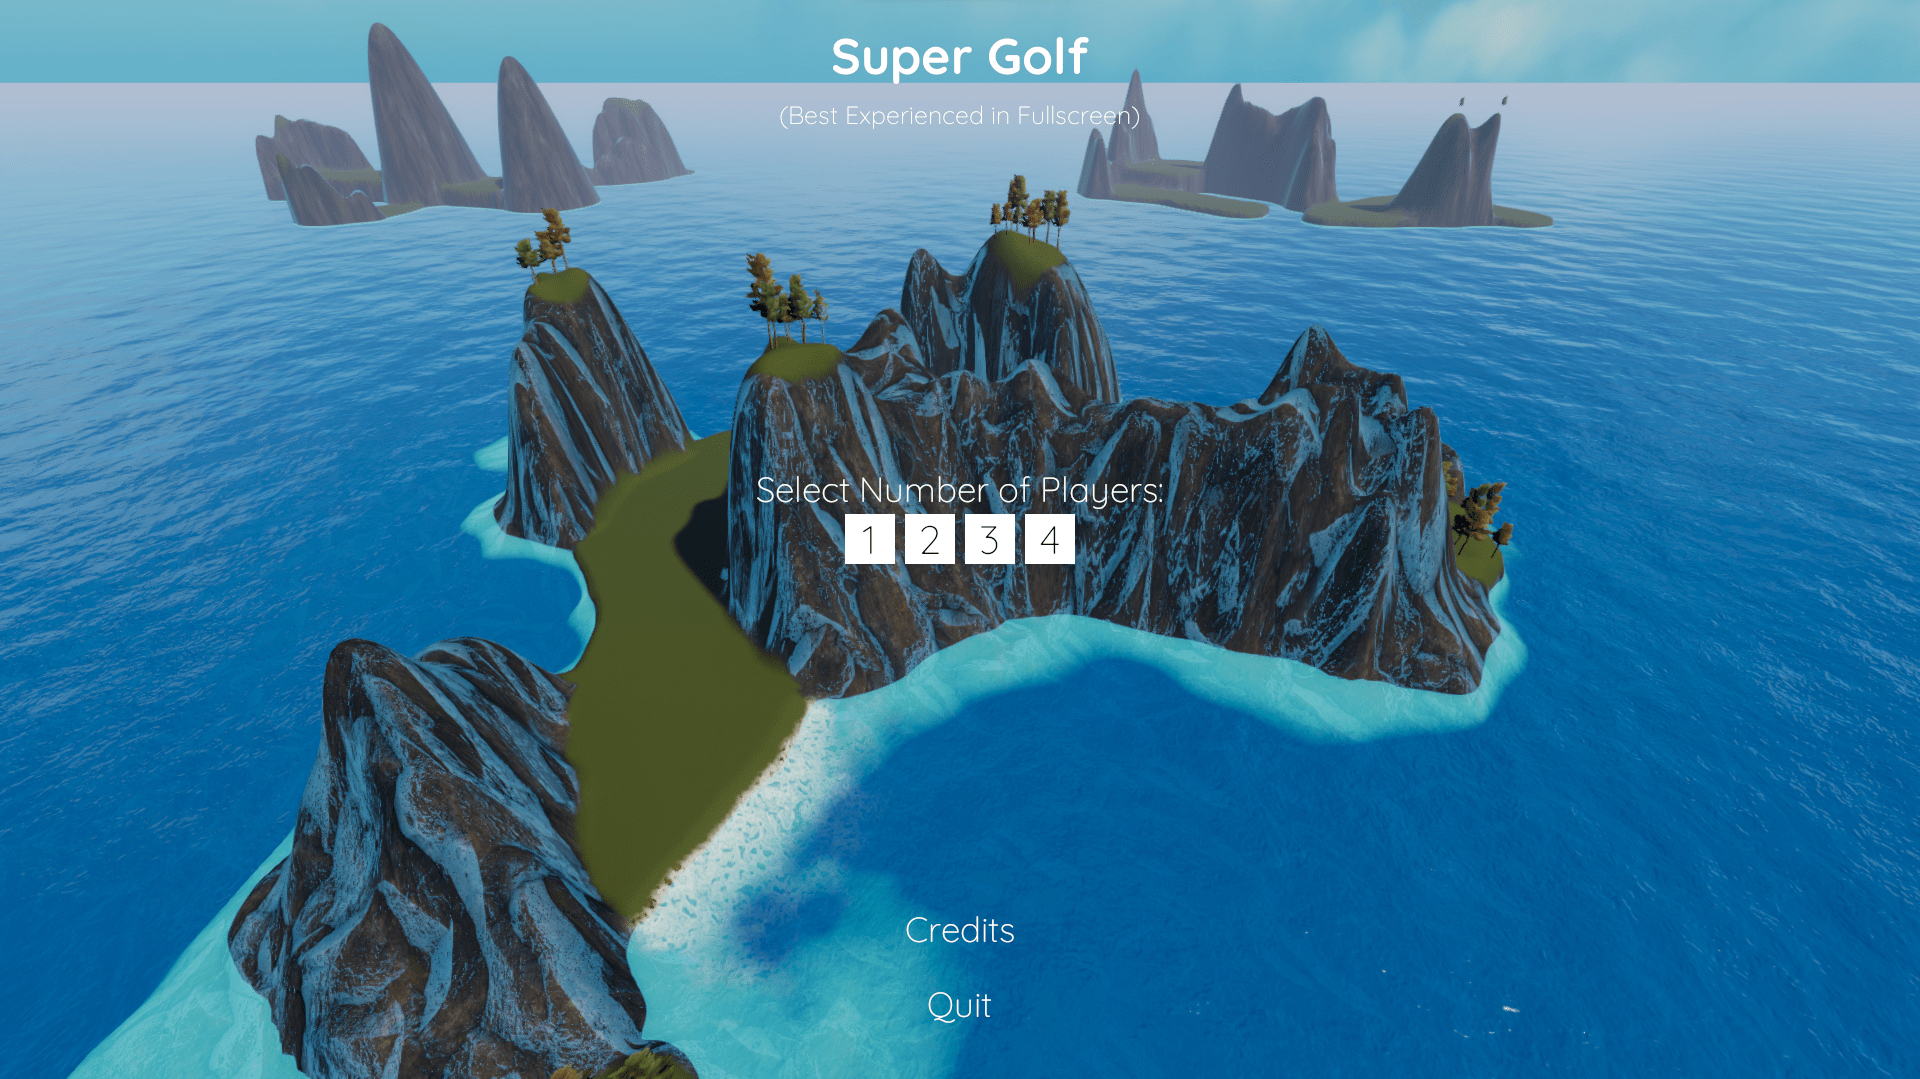 Super Golf
(Best Experienced in Fullscreen)
Select Number of Players:
1 2 3 4
Credits
Quit